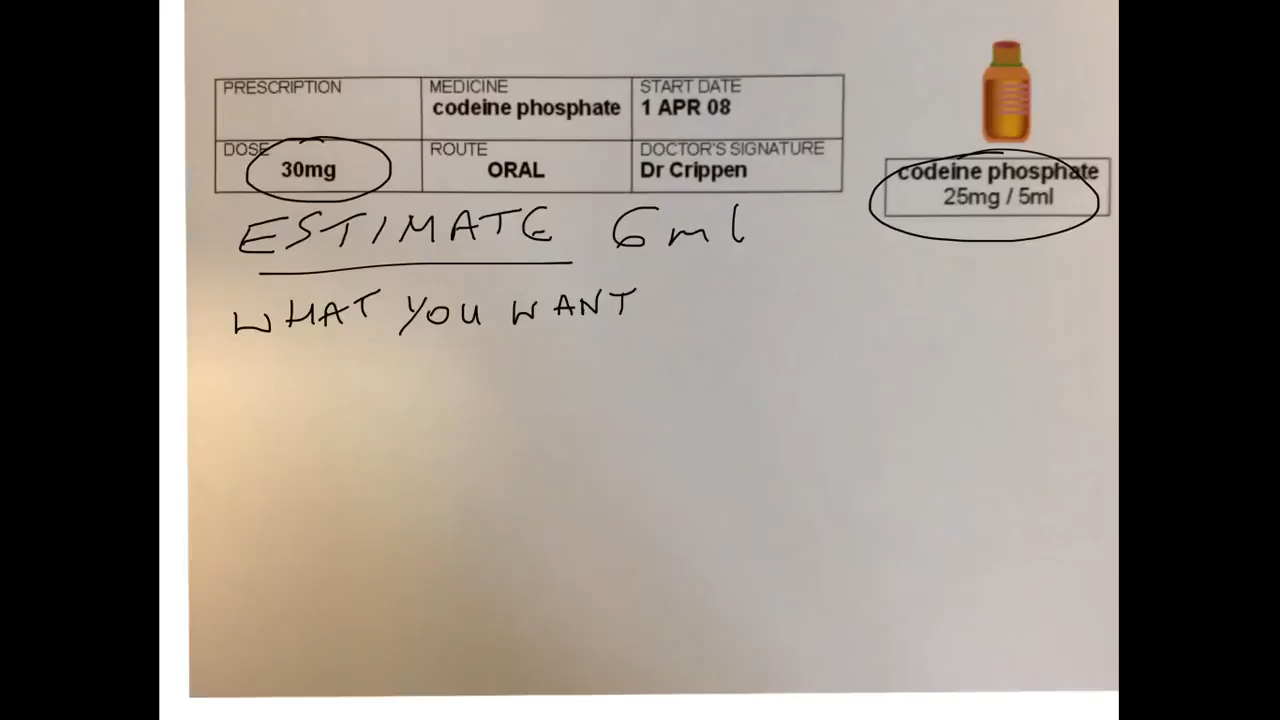 PRESCRIPTION MEDICINE START DATE
codeine phosphate 1 APR 08
DOSE ROUTE DOCTOR'S SIGNATURE
30mg ORAL Dr Crippen
codeine phosphate
25mg / 5ml
ESTIMATE 6ml
WHAT YOU WANT